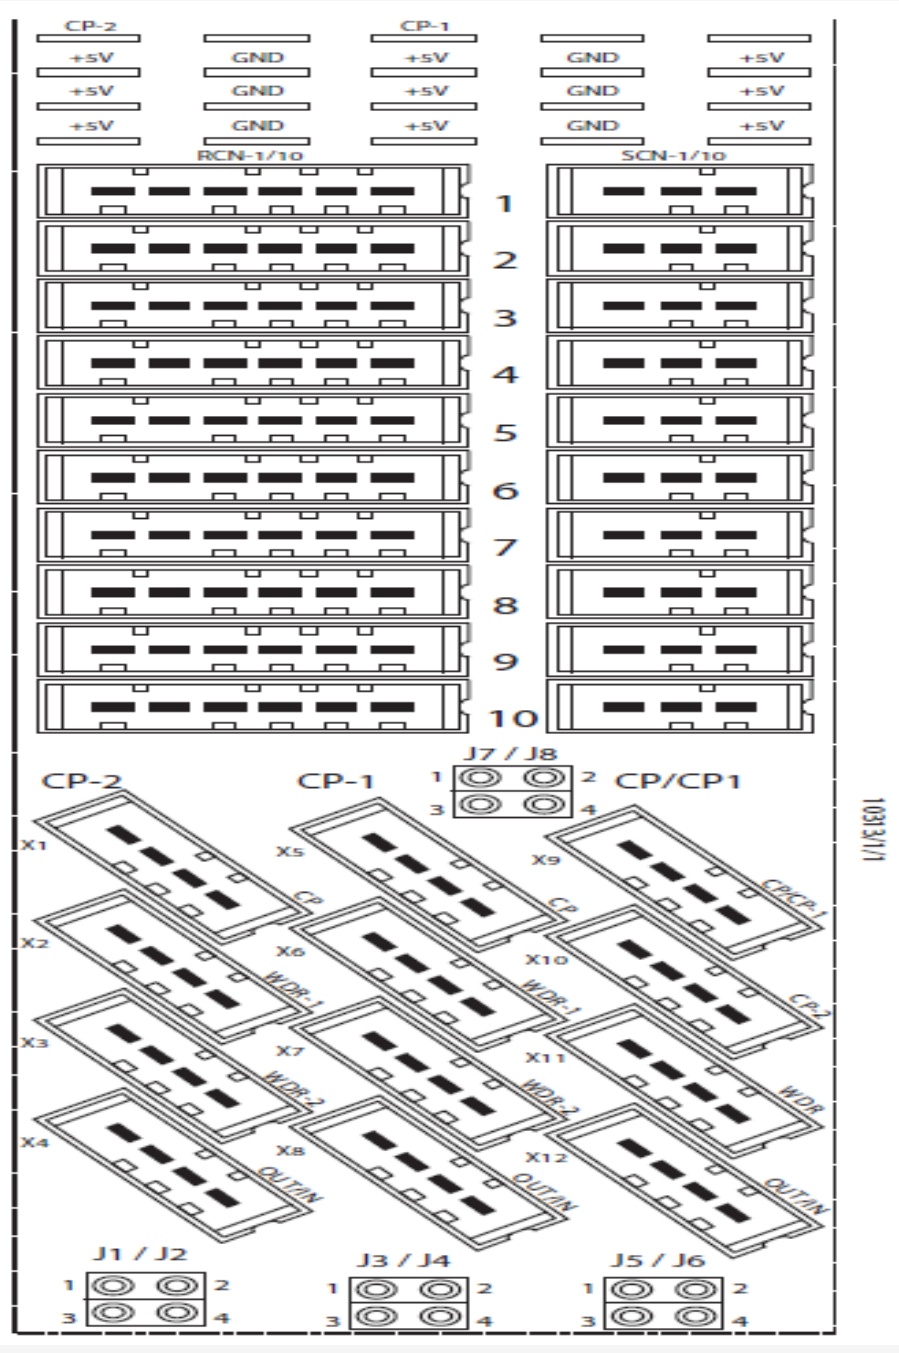 CP-2 CP-1
+5V GND +5V GND +5V
+5V GND +5V GND +5V
+5V GND +5V GND +5V
RCN-1/10 SCN-1/10
1
2
3
4
5
6
7
8
9
10
J7 / J8
1 2
3 4
CP-2 CP-1 CP/CP1
10313/1/1
X1 CP
X2 WDR-1
X3 WDR-2
X4 OUT/IN
X5 CP
X6 WDR-1
X7 WDR-2
X8 OUT/IN
X9 CP/CP-1
X10 CP-2
X11 WDR
X12 OUT/IN
J1 / J2
1 2
3 4
J3 / J4
1 2
3 4
J5 / J6
1 2
3 4